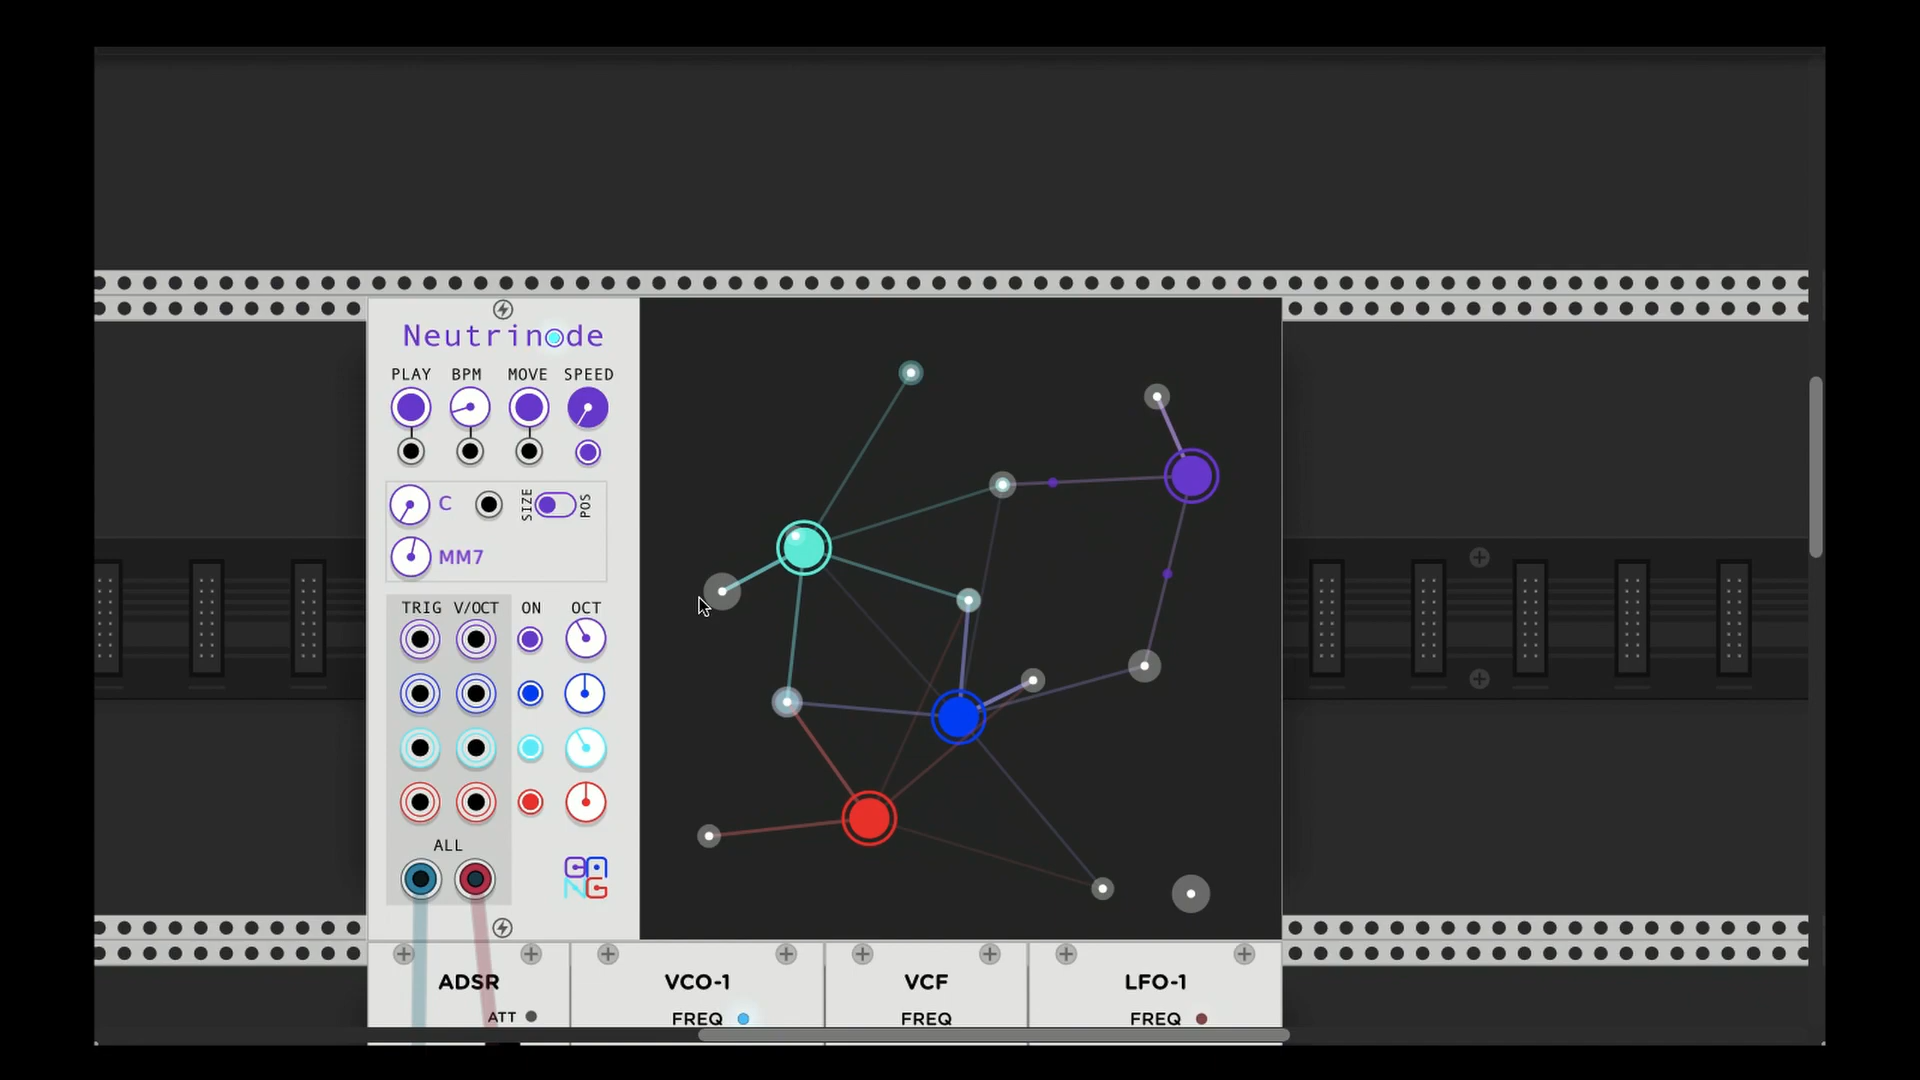 Neutrinode
PLAY BPM MOVE SPEED
C SIZE POS
MM7
TRIG V/OCT ON OCT
ALL
GANG
ADSR VCO-1 VCF LFO-1
ATT FREQ FREQ FREQ